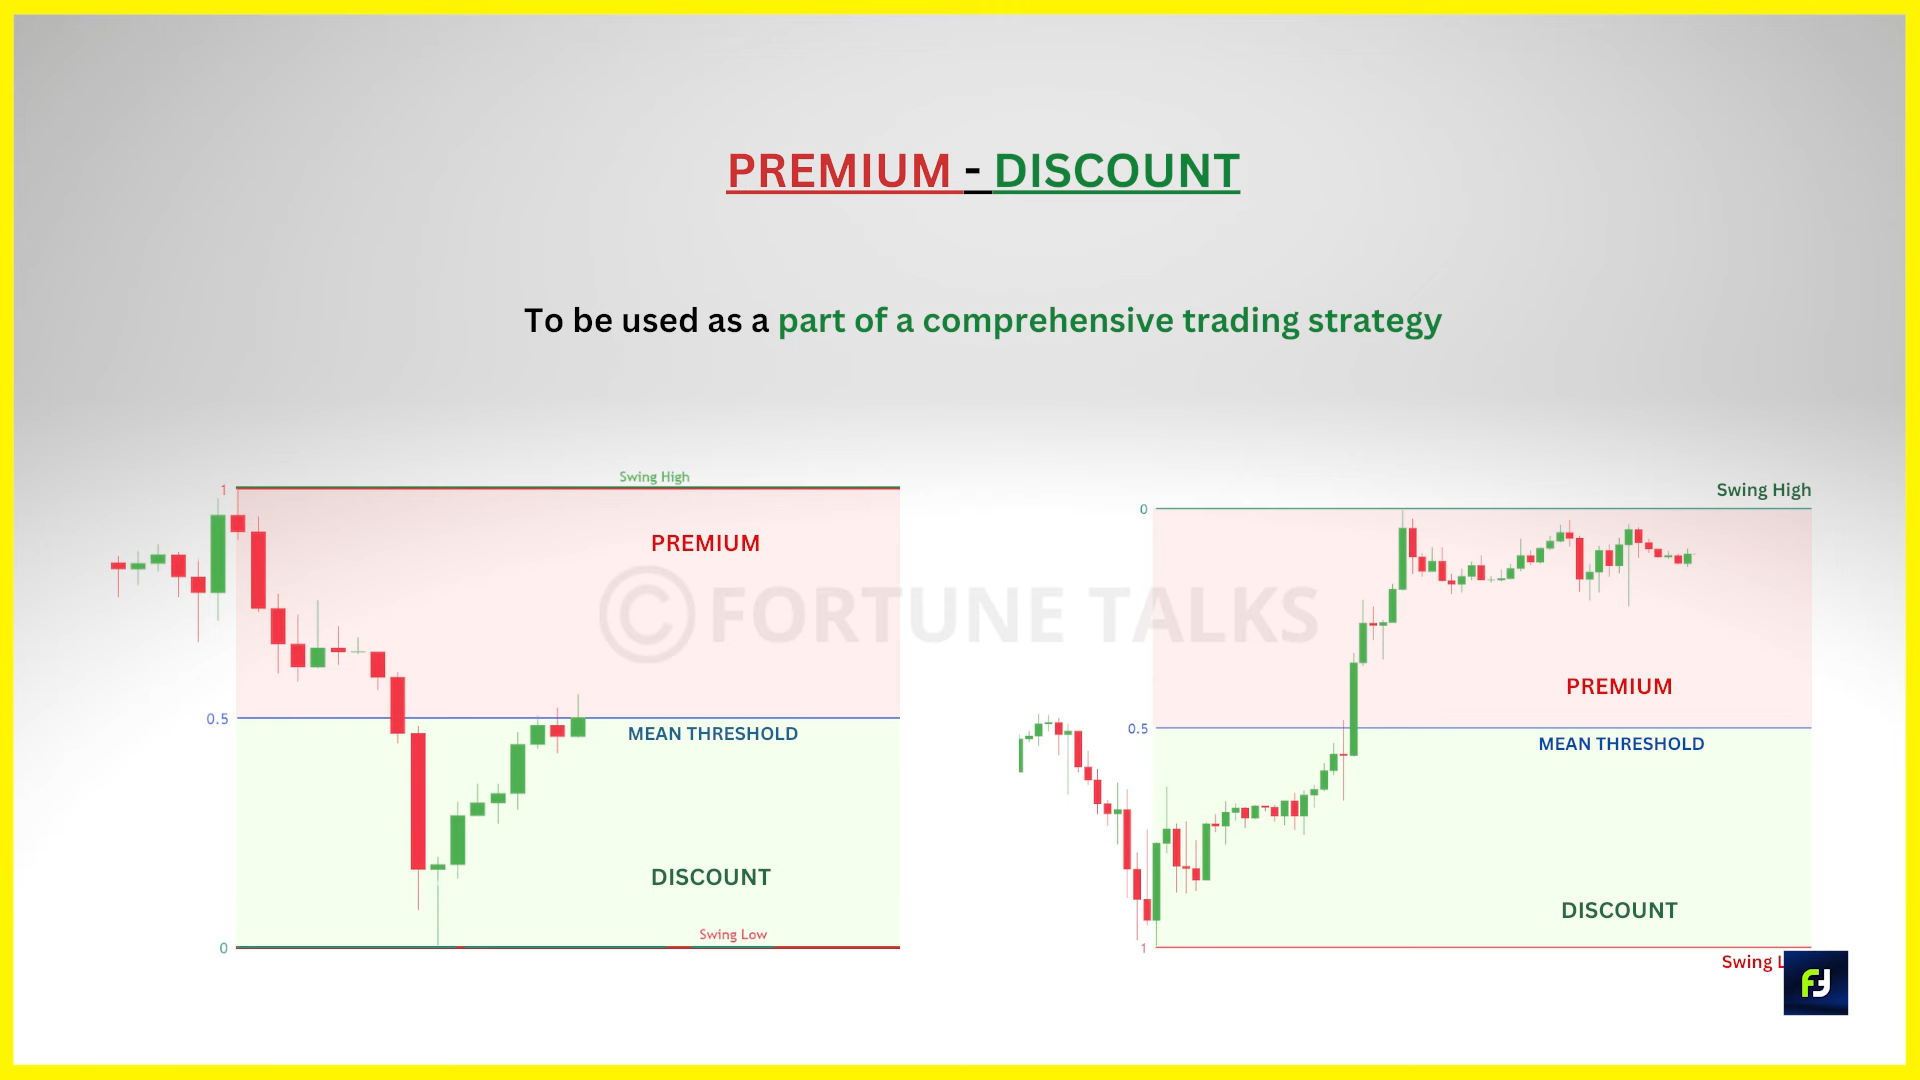 PREMIUM - DISCOUNT
To be used as a part of a comprehensive trading strategy
Swing High
1
PREMIUM
0.5
MEAN THRESHOLD
DISCOUNT
Swing Low
0
Swing High
0
PREMIUM
0.5
MEAN THRESHOLD
DISCOUNT
1
Swing
© FORTUNE TALKS